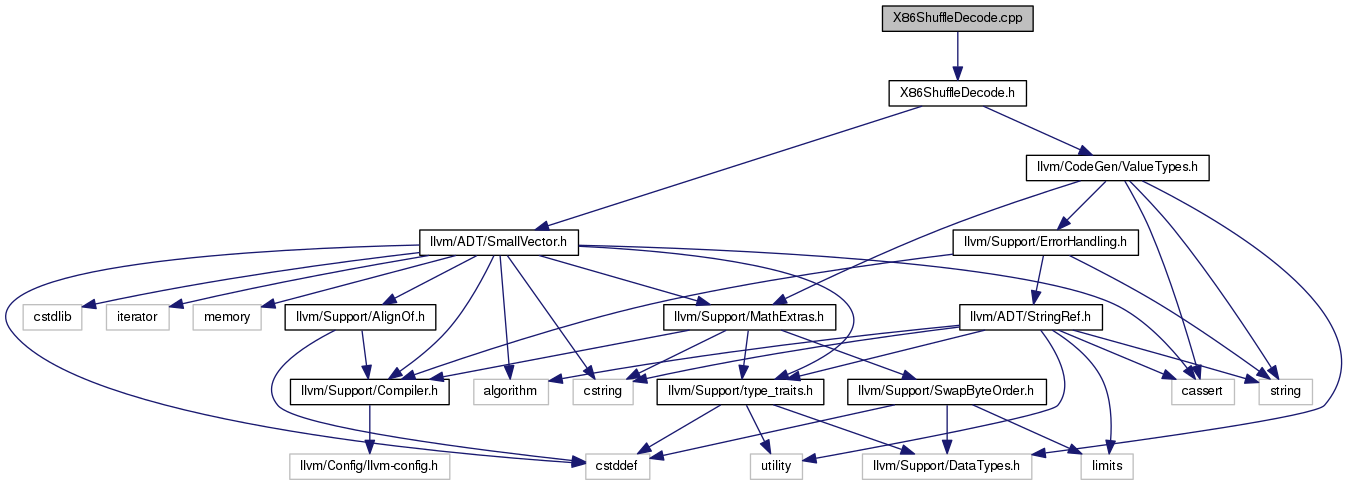 X86ShuffleDecode.cpp
X86ShuffleDecode.h
llvm/CodeGen/ValueTypes.h
llvm/ADT/SmallVector.h
llvm/Support/ErrorHandling.h
cstdlib
iterator
memory
llvm/Support/AlignOf.h
llvm/Support/MathExtras.h
llvm/ADT/StringRef.h
llvm/Support/Compiler.h
algorithm
cstring
llvm/Support/type_traits.h
llvm/Support/SwapByteOrder.h
cassert
string
llvm/Config/llvm-config.h
cstddef
utility
llvm/Support/DataTypes.h
limits